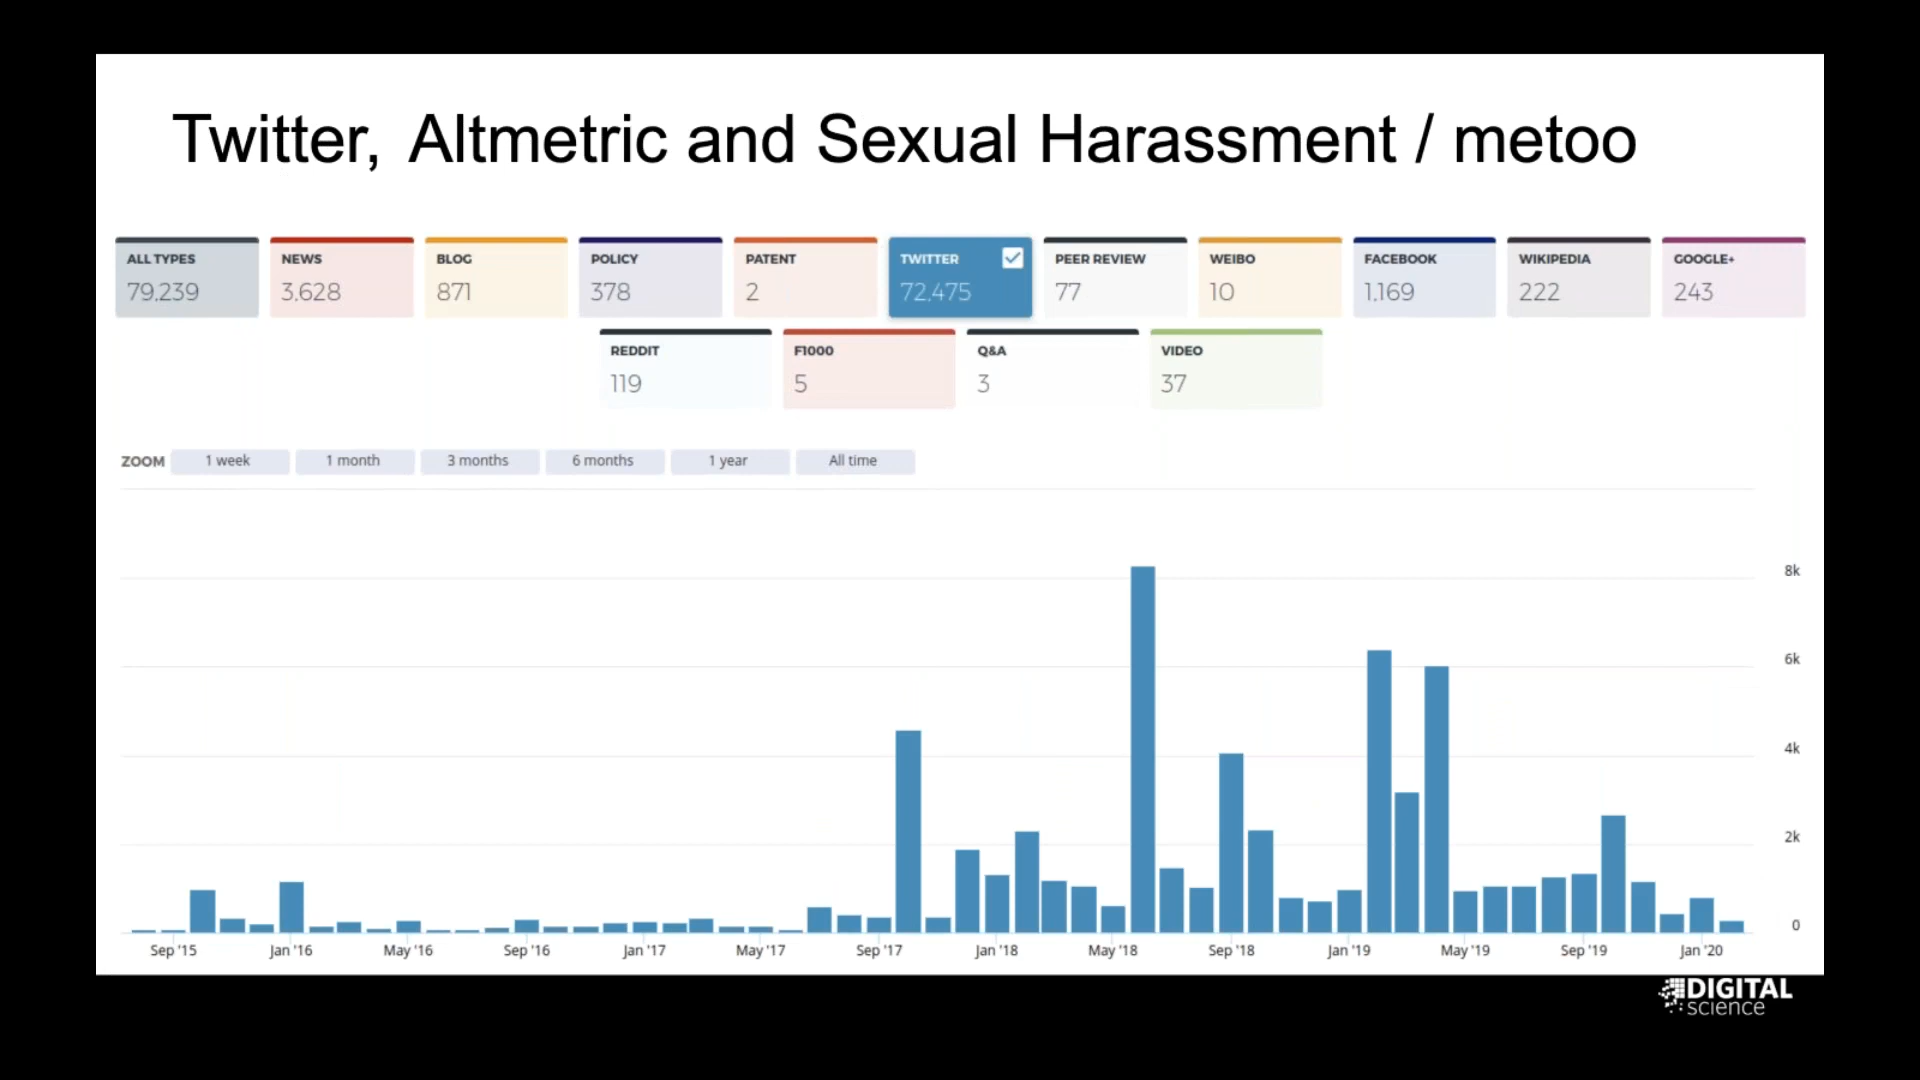 Twitter, Altmetric and Sexual Harassment / metoo
ALL TYPES NEWS BLOG POLICY PATENT TWITTER PEER REVIEW WEIBO FACEBOOK WIKIPEDIA GOOGLE+
79,239 3,628 871 378 2 72,475 77 10 1,169 222 243
REDDIT F1000 Q&A VIDEO
119 5 3 37
ZOOM 1 week 1 month 3 months 6 months 1 year All time
8k
6k
4k
2k
0
Sep '15 Jan '16 May '16 Sep '16 Jan '17 May '17 Sep '17 Jan '18 May '18 Sep '18 Jan '19 May '19 Sep '19 Jan '20
DIGITAL
science